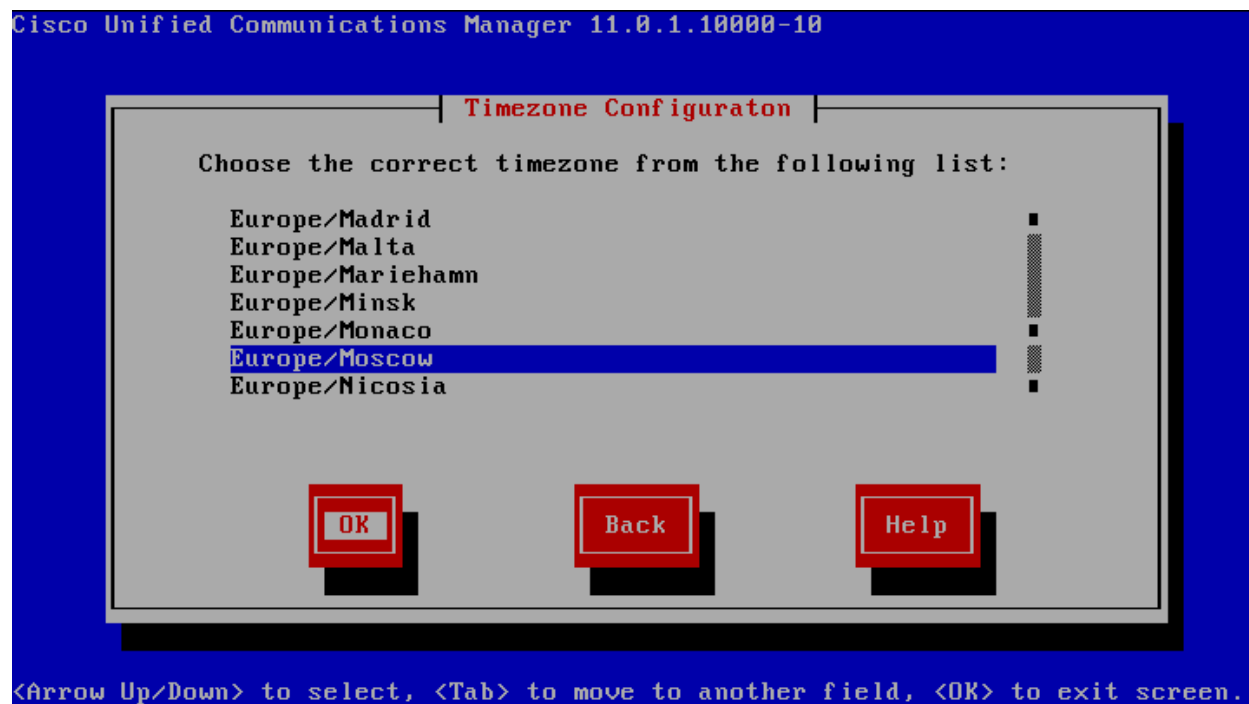 Cisco Unified Communications Manager 11.0.1.10000-10
Timezone Configuraton
Choose the correct timezone from the following list:
Europe/Madrid
Europe/Malta
Europe/Mariehamn
Europe/Minsk
Europe/Monaco
Europe/Moscow
Europe/Nicosia
OK Back Help
<Arrow Up/Down> to select, <Tab> to move to another field, <OK> to exit screen.